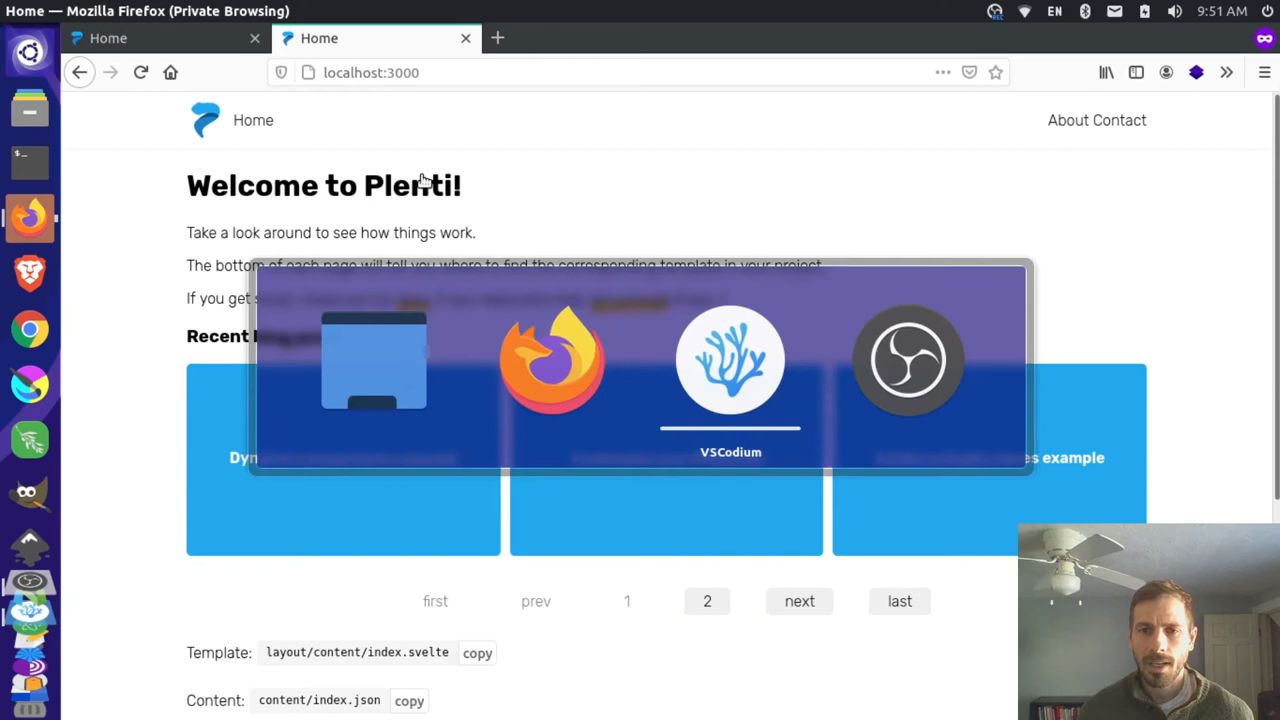 Home — Mozilla Firefox (Private Browsing)
EN
9:51 AM
Home
Home
localhost:3000
Home
About Contact
Welcome to Plenti!
Take a look around to see how things work.
The bottom of each page will tell you where to find the corresponding template in your project.
If you get
Recent
VSCodium
example
first
prev
1
2
next
last
Template:
layout/content/index.svelte
copy
Content:
content/index.json
copy